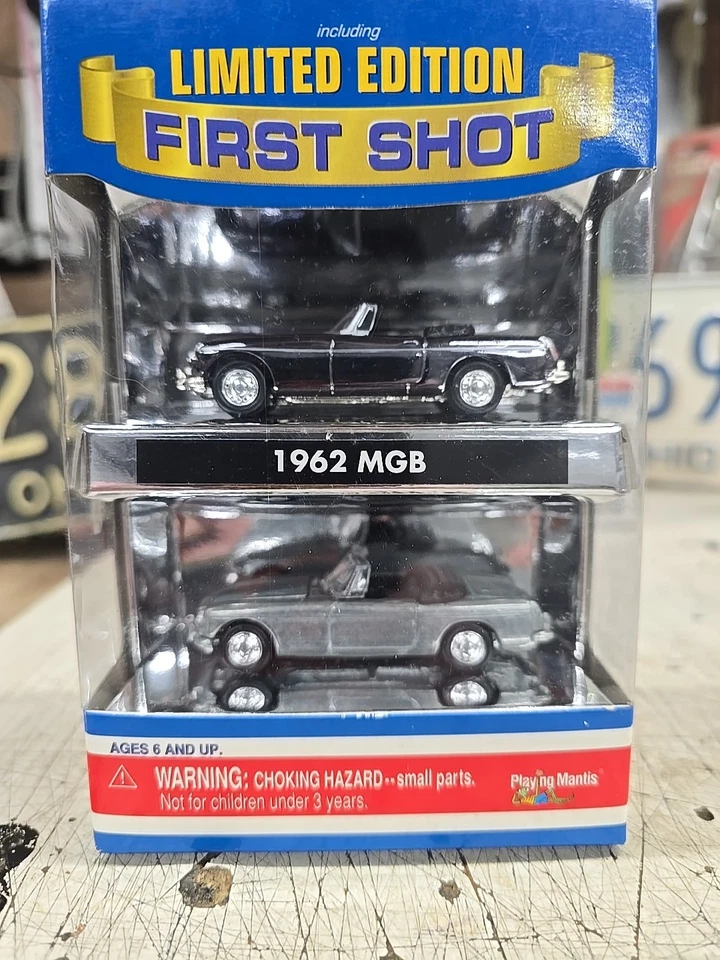 including
LIMITED EDITION
FIRST SHOT
1962 MGB
AGES 6 AND UP.
WARNING: CHOKING HAZARD--small parts.
Not for children under 3 years.
Playing Mantis